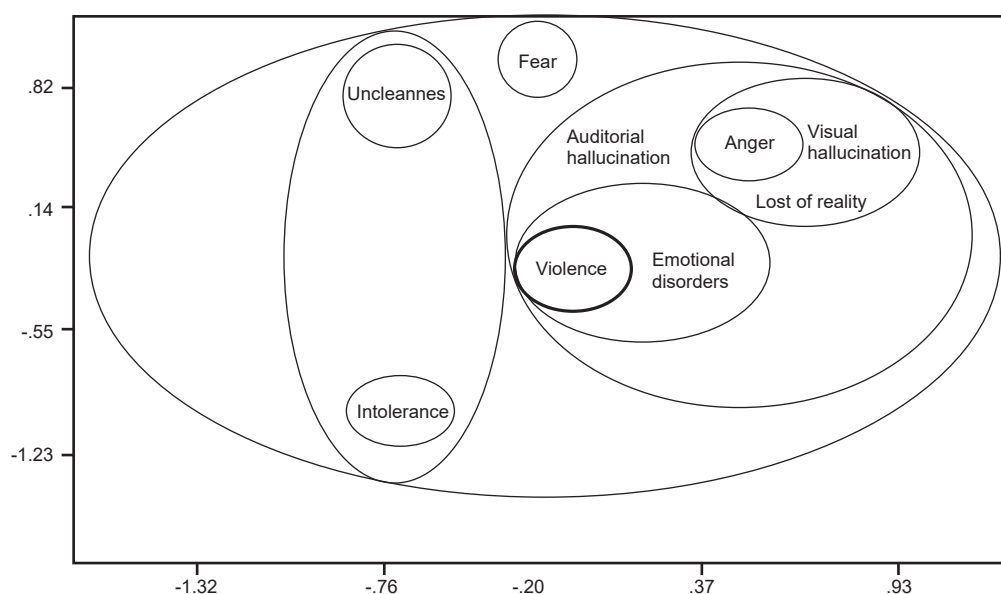 Fear
.82
Uncleannes
Auditorial
hallucination
Anger
Visual
hallucination
Lost of reality
.14
Violence
Emotional
disorders
-.55
Intolerance
-1.23
-1.32
-.76
-.20
.37
.93